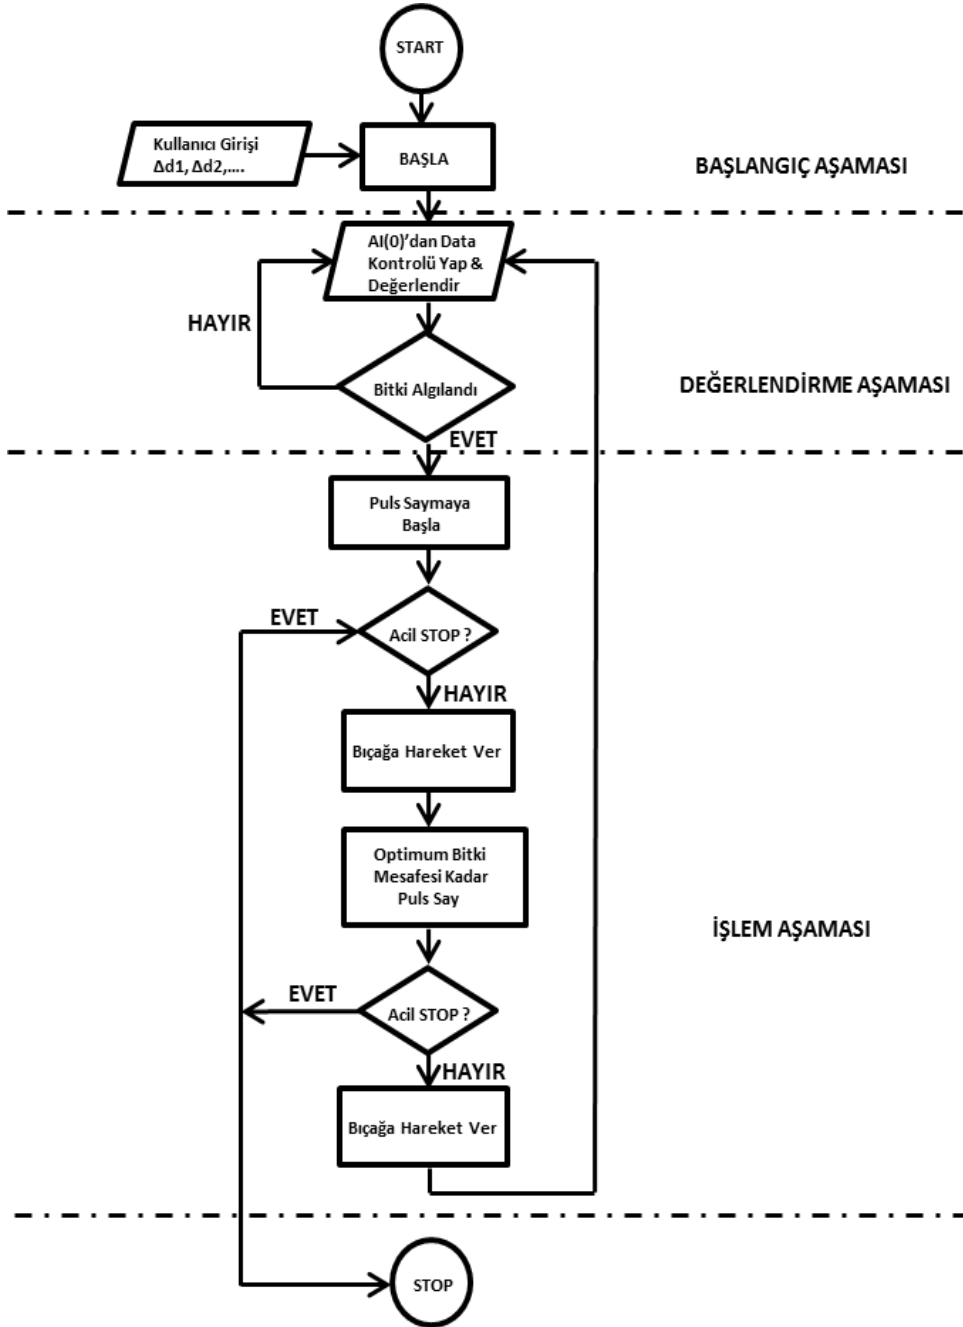 START
Kullanıcı Girişi
Δd1, Δd2,....
BAŞLA
BAŞLANGIÇ AŞAMASI
AI(0)'dan Data
Kontrolü Yap &
Değerlendir
HAYIR
Bitki Algılandı
DEĞERLENDİRME AŞAMASI
EVET
Puls Saymaya
Başla
EVET
Acil STOP ?
HAYIR
Bıçağa Hareket Ver
Optimum Bitki
Mesafesi Kadar
Puls Say
İŞLEM AŞAMASI
EVET
Acil STOP ?
HAYIR
Bıçağa Hareket Ver
STOP